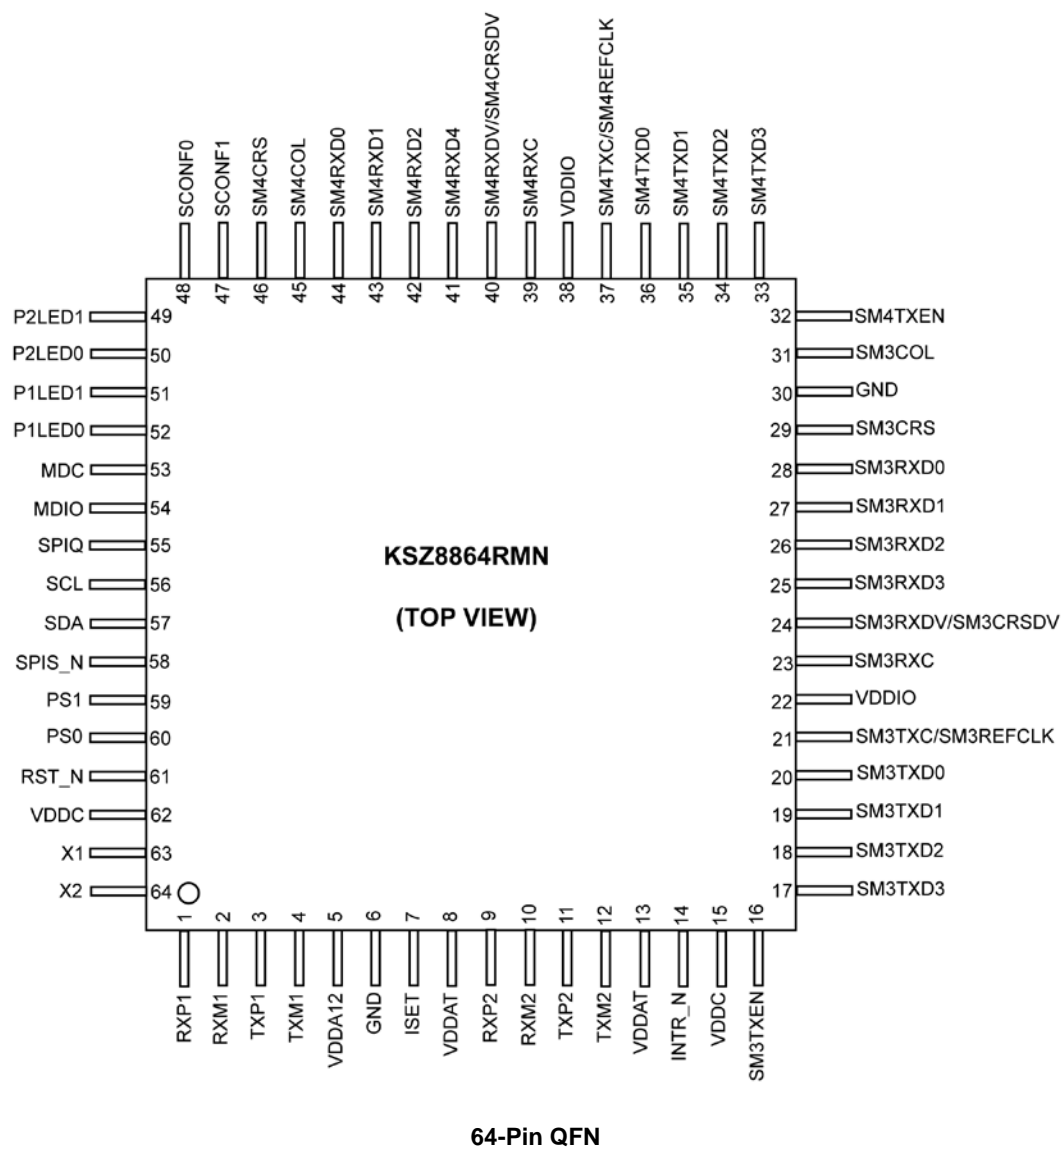 SCONF0
SCONF1
SM4CRS
SM4COL
SM4RXD0
SM4RXD1
SM4RXD2
SM4RXD4
SM4RXDV/SM4CRSDV
SM4RXC
VDDIO
SM4TXC/SM4REFCLK
SM4TXD0
SM4TXD1
SM4TXD2
SM4TXD3
48
47
46
45
44
43
42
41
40
39
38
37
36
35
34
33
P2LED1 49
P2LED0 50
P1LED1 51
P1LED0 52
MDC 53
MDIO 54
SPIQ 55
SCL 56
SDA 57
SPIS_N 58
PS1 59
PS0 60
RST_N 61
VDDC 62
X1 63
X2 64
KSZ8864RMN
(TOP VIEW)
32 SM4TXEN
31 SM3COL
30 GND
29 SM3CRS
28 SM3RXD0
27 SM3RXD1
26 SM3RXD2
25 SM3RXD3
24 SM3RXDV/SM3CRSDV
23 SM3RXC
22 VDDIO
21 SM3TXC/SM3REFCLK
20 SM3TXD0
19 SM3TXD1
18 SM3TXD2
17 SM3TXD3
1
2
3
4
5
6
7
8
9
10
11
12
13
14
15
16
RXP1
RXM1
TXP1
TXM1
VDDA12
GND
ISET
VDDAT
RXP2
RXM2
TXP2
TXM2
VDDAT
INTR_N
VDDC
SM3TXEN
64-Pin QFN